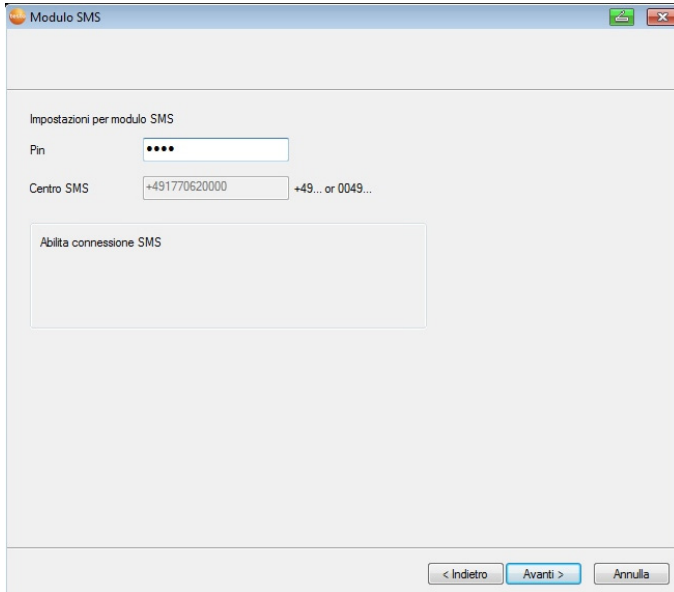 Modulo SMS
Impostazioni per modulo SMS
Pin ••••
Centro SMS +491770620000 +49... or 0049...
Abilita connessione SMS
< Indietro Avanti > Annulla